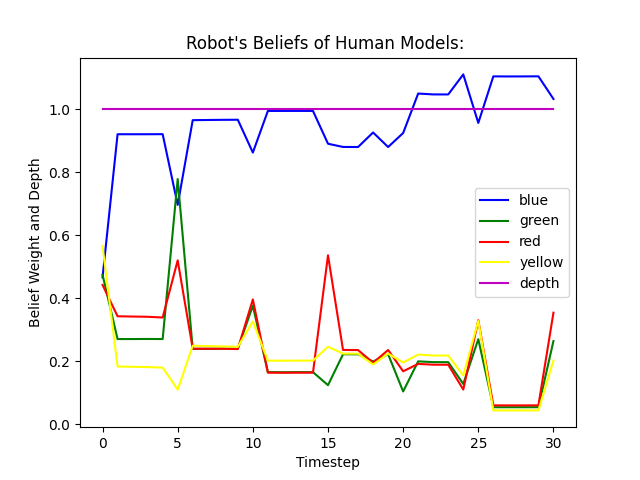 Robot's Beliefs of Human Models:
Belief Weight and Depth
1.0
0.8
0.6
0.4
0.2
0.0
blue
green
red
yellow
depth
0 5 10 15 20 25 30
Timestep